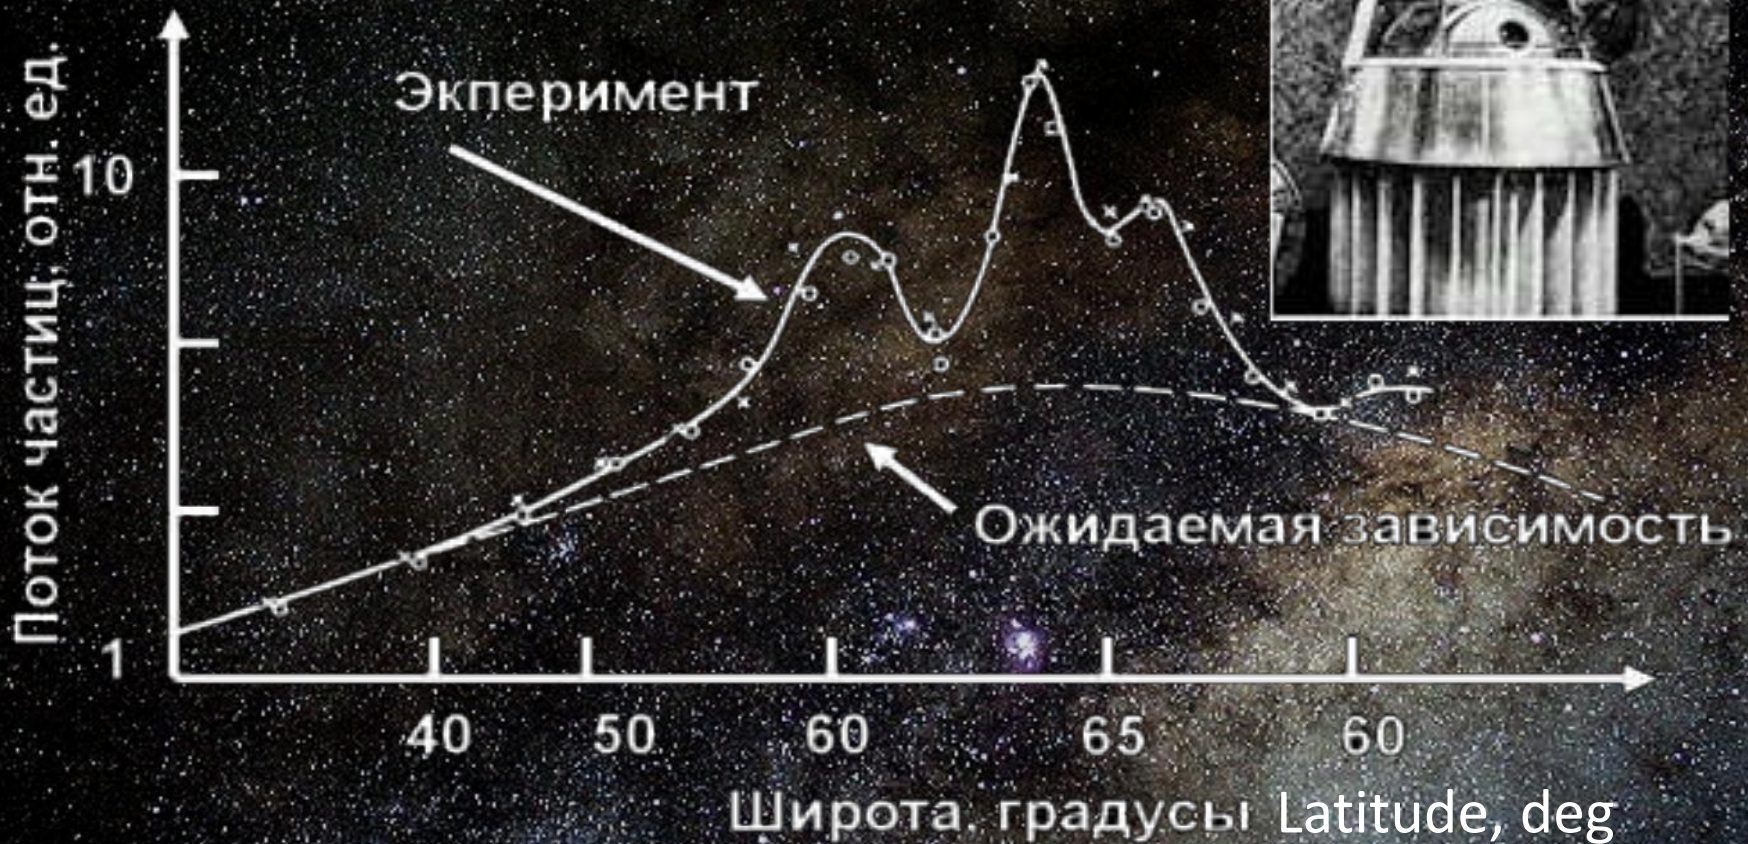 Экперимент
Поток частиц, отн. ед.
10
1
Ожидаемая зависимость
40 50 60 65 60
Широта. градусы Latitude, deg